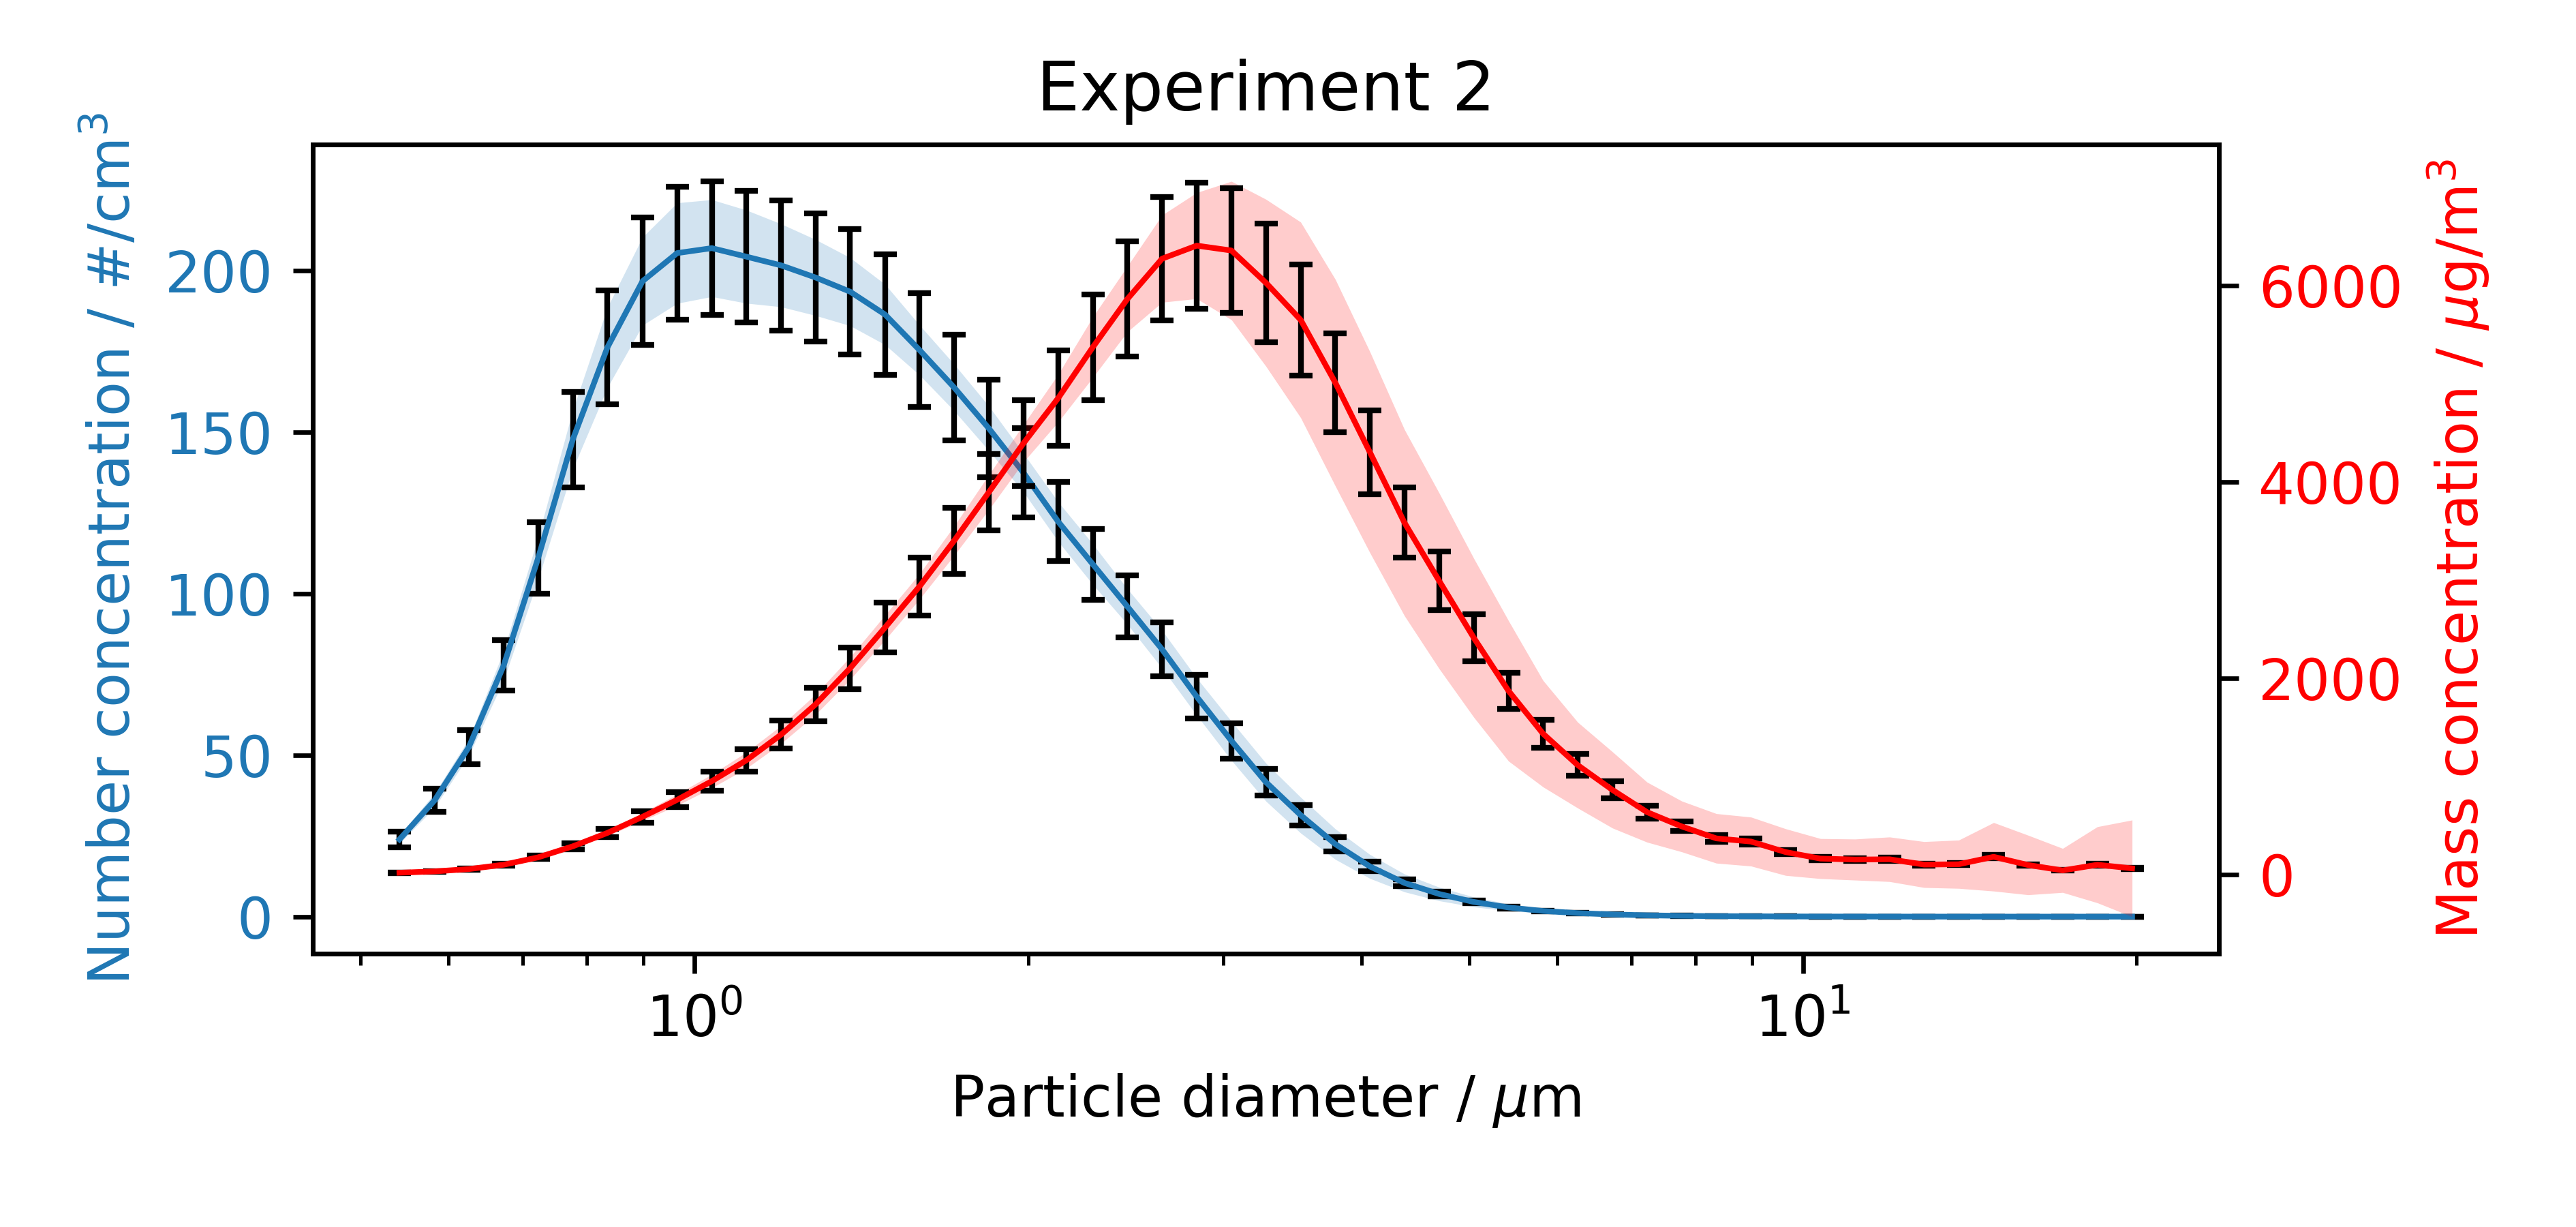 Experiment 2
Number concentration / #/cm³
200
150
100
50
0
6000
4000
2000
0
Mass concentration / μg/m³
10⁰
10¹
Particle diameter / μm